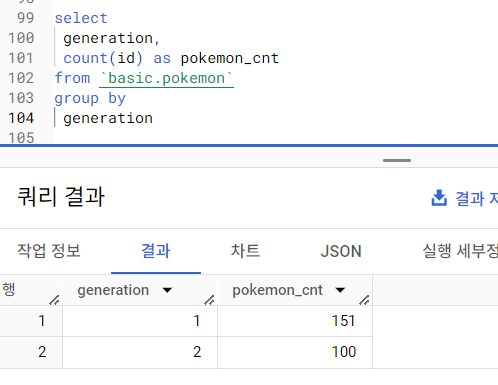 99 select
100 generation,
101 count(id) as pokemon_cnt
102 from `basic.pokemon`
103 group by
104 generation
105
쿼리 결과 결과
작업 정보 결과 차트 JSON 실행 세부정
행 generation pokemon_cnt
1 1 151
2 2 100